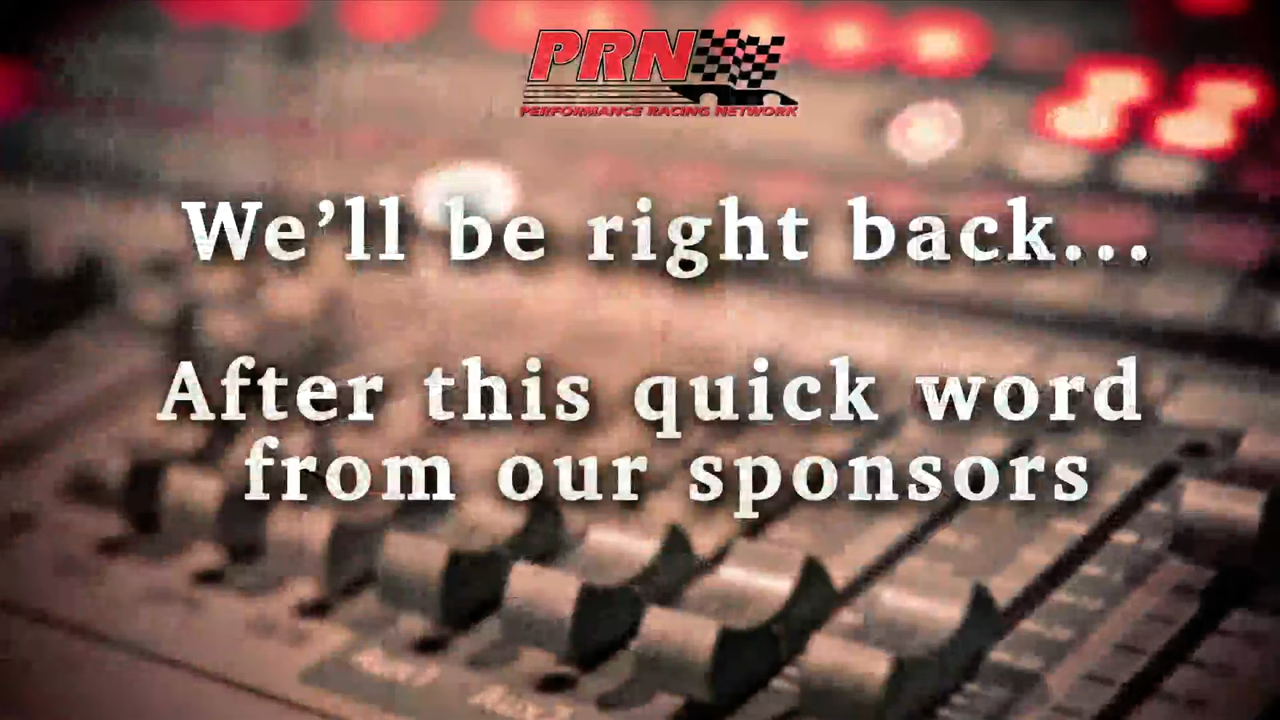 PRN
PERFORMANCE RACING NETWORK
We’ll be right back...
After this quick word
from our sponsors